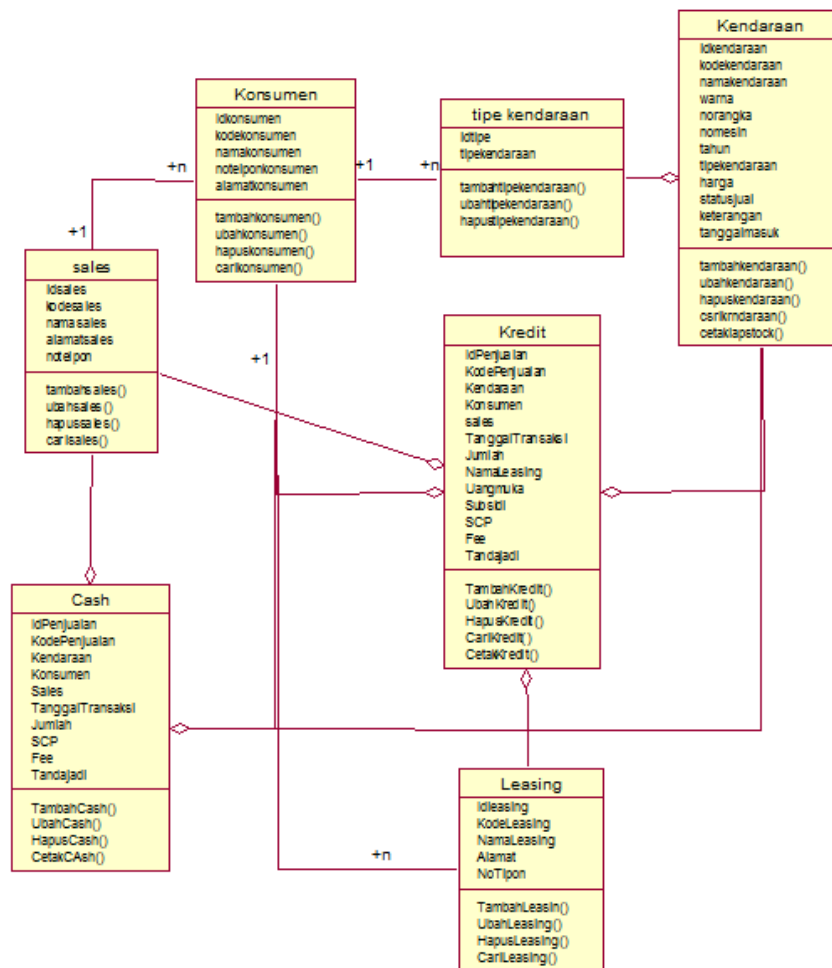 Kendaraan
Idkendaraan
kodekendaraan
namakendaraan
warna
norangka
nomesin
tahun
tipekendaraan
harga
statusjual
keterangan
tanggalmasuk
tambahkendaraan()
ubahkendaraan()
hapuskendaraan()
csrikrndaraan()
cetaklapstock()
Konsumen
idkonsumen
kodekonsumen
namakonsumen
notelponkonsumen
alamatkonsumen
tambahkonsumen()
ubahkonsumen()
hapuskonsumen()
carikonsumen()
tipe kendaraan
idtipe
tipekendaraan
tambahtipekendaraan()
ubahtipekendaraan()
hapustipekendaraan()
+n
+1
+n
+1
+1
sales
idsales
kodesales
namasales
alamatsales
notelpon
tambahsales()
ubahsales()
hapussales()
carisales()
Kredit
IdPenjualan
KodePenjualan
Kendaraan
Konsumen
sales
TanggalTransaksi
Jumlah
NamaLeasing
Uangmuka
Subsidi
SCP
Fee
Tandajadi
TambahKredit()
UbahKredit()
HapusKredit()
CariKredit()
CetakKredit()
Cash
IdPenjualan
KodePenjualan
Kendaraan
Konsumen
Sales
TanggalTransaksi
Jumlah
SCP
Fee
Tandajadi
TambahCash()
UbahCash()
HapusCash()
CetakCAsh()
+n
Leasing
Idleasing
KodeLeasing
NamaLeasing
Alamat
NoTlpon
TambahLeasin()
UbahLeasing()
HapusLeasing()
CariLeasing()